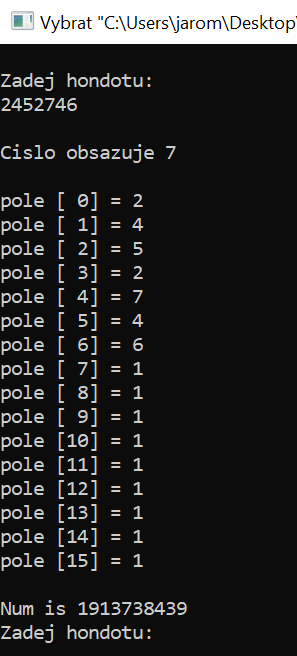 Vybrat "C:\Users\jarom\Desktop\
Zadej hondotu:
2452746
Cislo obsazuje 7
pole [ 0] = 2
pole [ 1] = 4
pole [ 2] = 5
pole [ 3] = 2
pole [ 4] = 7
pole [ 5] = 4
pole [ 6] = 6
pole [ 7] = 1
pole [ 8] = 1
pole [ 9] = 1
pole [10] = 1
pole [11] = 1
pole [12] = 1
pole [13] = 1
pole [14] = 1
pole [15] = 1
Num is 1913738439
Zadej hondotu: